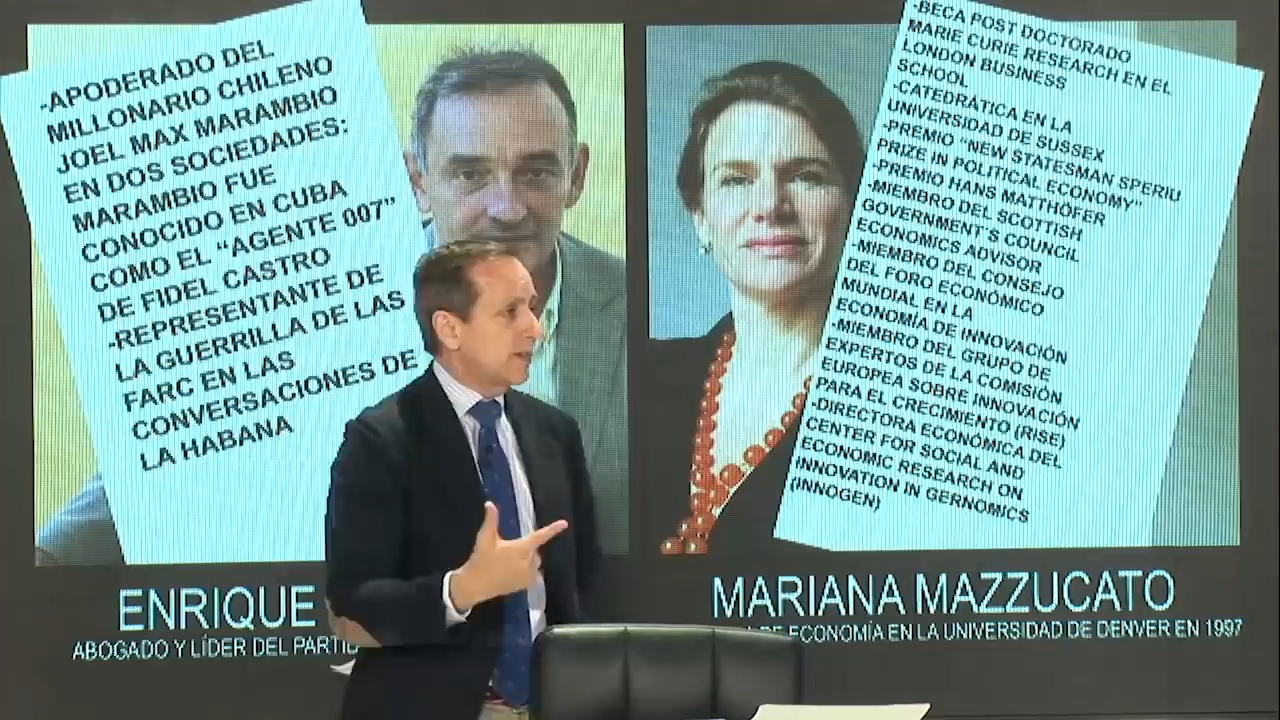 -APODERADO DEL
MILLONARIO CHILENO
JOEL MAX MARAMBIO
EN DOS SOCIEDADES:
MARAMBIO FUE
CONOCIDO EN CUBA
COMO EL “AGENTE 007”
DE FIDEL CASTRO
-REPRESENTANTE DE
LA GUERRILLA DE LAS
FARC EN LAS
CONVERSACIONES DE
LA HABANA
ENRIQUE
ABOGADO Y LÍDER DEL
-BECA POST DOCTORADO
MARIE CURIE RESEARCH EN EL
LONDON BUSINESS
SCHOOL
-CATEDRÁTICA EN LA
UNIVERSIDAD DE SUSSEX
-PREMIO “NEW STATESMAN SPERIU
PRIZE IN POLITICAL ECONOMY”
-PREMIO HANS MATTHÖFER
-MIEMBRO DEL SCOTTISH
GOVERNMENT´S COUNCIL
ECONOMICS ADVISOR
-MIEMBRO DEL CONSEJO
DEL FORO ECONÓMICO
MUNDIAL EN LA
ECONOMÍA DE INNOVACIÓN
-MIEMBRO DEL GRUPO DE
EXPERTOS DE LA COMISIÓN
EUROPEA SOBRE INNOVACIÓN
PARA EL CRECIMIENTO (RISE)
-DIRECTORA ECONÓMICA DEL
CENTER FOR SOCIAL AND
ECONOMIC RESEARCH ON
INNOVATION IN GERNOMICS
(INNOGEN)
MARIANA MAZZUCATO
DE ECONOMÍA EN LA UNIVERSIDAD DE DENVER EN 1997